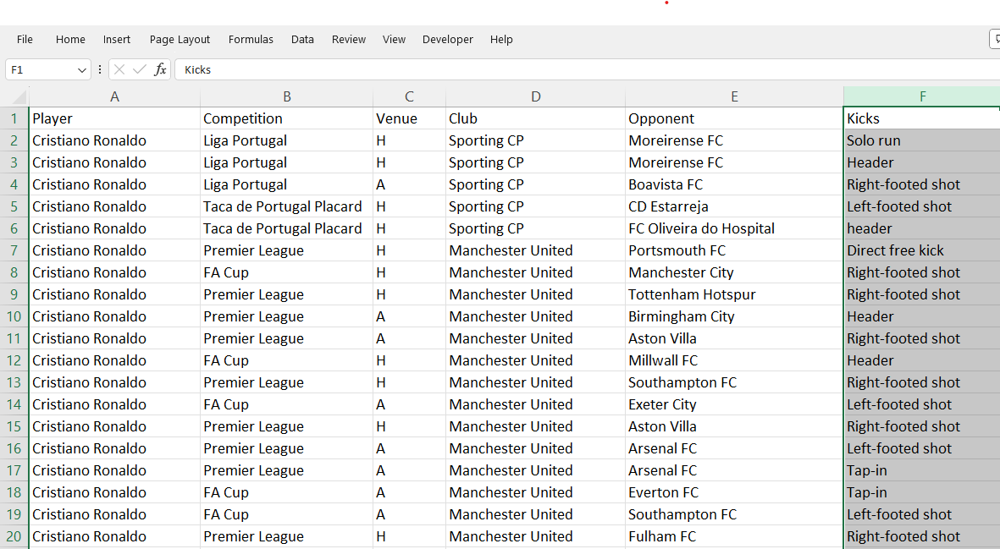 File Home Insert Page Layout Formulas Data Review View Developer Help
F1 fx Kicks
A B C D E F
1 Player Competition Venue Club Opponent Kicks
2 Cristiano Ronaldo Liga Portugal H Sporting CP Moreirense FC Solo run
3 Cristiano Ronaldo Liga Portugal H Sporting CP Moreirense FC Header
4 Cristiano Ronaldo Liga Portugal A Sporting CP Boavista FC Right-footed shot
5 Cristiano Ronaldo Taca de Portugal Placard H Sporting CP CD Estarreja Left-footed shot
6 Cristiano Ronaldo Taca de Portugal Placard H Sporting CP FC Oliveira do Hospital header
7 Cristiano Ronaldo Premier League H Manchester United Portsmouth FC Direct free kick
8 Cristiano Ronaldo FA Cup H Manchester United Manchester City Right-footed shot
9 Cristiano Ronaldo Premier League H Manchester United Tottenham Hotspur Right-footed shot
10 Cristiano Ronaldo Premier League A Manchester United Birmingham City Header
11 Cristiano Ronaldo Premier League A Manchester United Aston Villa Right-footed shot
12 Cristiano Ronaldo FA Cup H Manchester United Millwall FC Header
13 Cristiano Ronaldo Premier League H Manchester United Southampton FC Right-footed shot
14 Cristiano Ronaldo FA Cup A Manchester United Exeter City Left-footed shot
15 Cristiano Ronaldo Premier League H Manchester United Aston Villa Right-footed shot
16 Cristiano Ronaldo Premier League A Manchester United Arsenal FC Left-footed shot
17 Cristiano Ronaldo Premier League A Manchester United Arsenal FC Tap-in
18 Cristiano Ronaldo FA Cup A Manchester United Everton FC Tap-in
19 Cristiano Ronaldo FA Cup A Manchester United Southampton FC Left-footed shot
20 Cristiano Ronaldo Premier League H Manchester United Fulham FC Right-footed shot